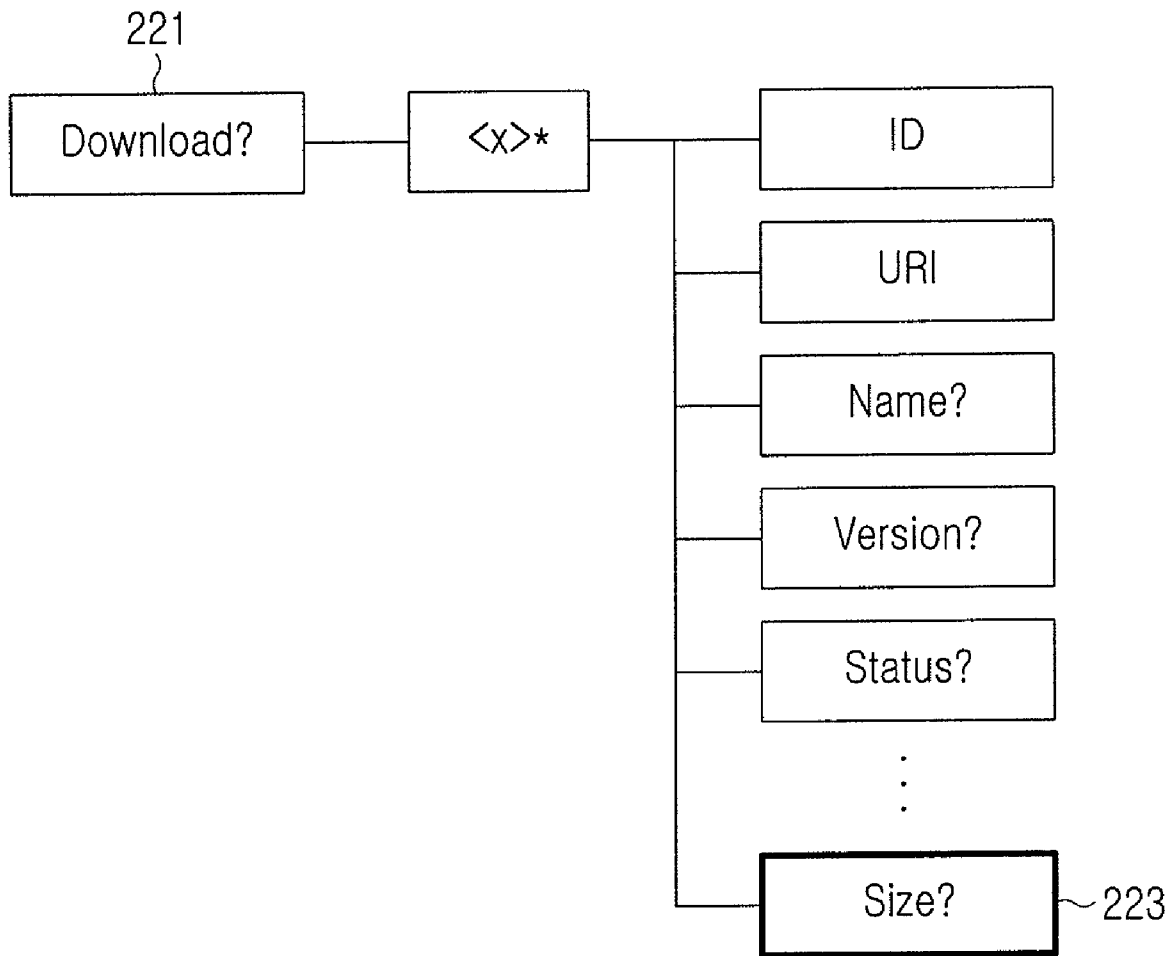 221
Download?
<x>*
ID
URI
Name?
Version?
Status?
Size?
223